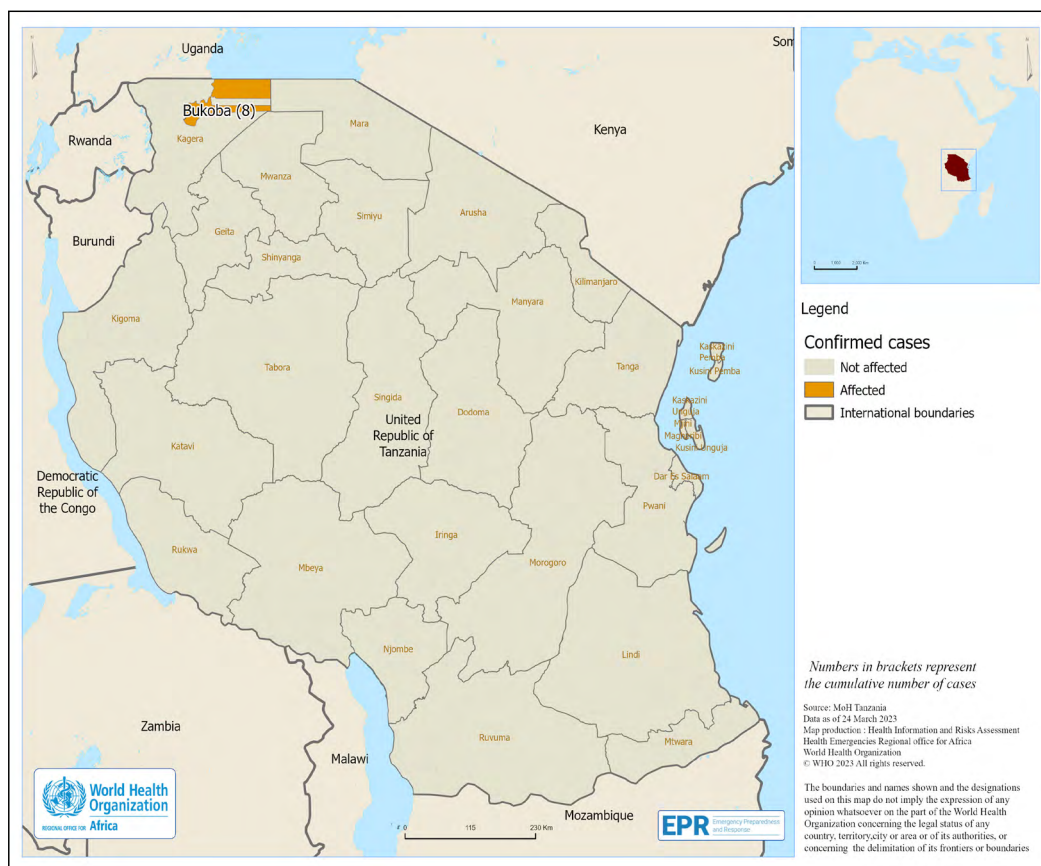 Uganda
Som
Bukoba (8)
Kagera
Mara
Kenya
Rwanda
Mwanza
Simiyu
Arusha
Geita
Burundi
Shinyanga
Kilimanjaro
Manyara
Kigoma
Kaskazini
Pemba
Kusini Pemba
Tabora
Tanga
Singida
Dodoma
Kaskazini
Unguja
Mjini
Magharibi
Kusini Unguja
United
Republic of
Tanzania
Katavi
Democratic
Republic of
the Congo
Dar Es Salaam
Pwani
Rukwa
Iringa
Mbeya
Morogoro
Njombe
Lindi
Zambia
Ruvuma
Mtwara
Malawi
Mozambique
World Health
Organization
REGIONAL OFFICE FOR Africa
0 115 230 Km
EPR Emergency Preparedness
and Response
0 1,000 2,000 Km
Legend
Confirmed cases
Not affected
Affected
International boundaries
Numbers in brackets represent
the cumulative number of cases
Source: MoH Tanzania
Data as of 24 March 2023
Map production : Health Information and Risks Assessment
Health Emergencies Regional office for Africa
World Health Organization
© WHO 2023 All rights reserved.
The boundaries and names shown and the designations
used on this map do not imply the expression of any
opinion whatsoever on the part of the World Health
Organization concerning the legal status of any
country, territory,city or area or of its authorities, or
concerning the delimitation of its frontiers or boundaries